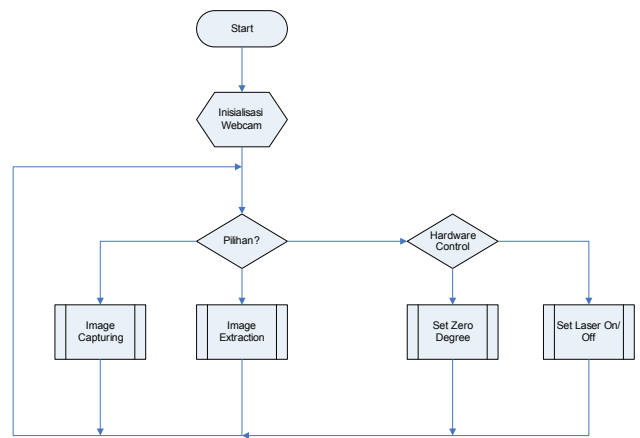 Start
Inisialisasi
Webcam
Pilihan?
Hardware
Control
Image
Capturing
Image
Extraction
Set Zero
Degree
Set Laser On/
Off